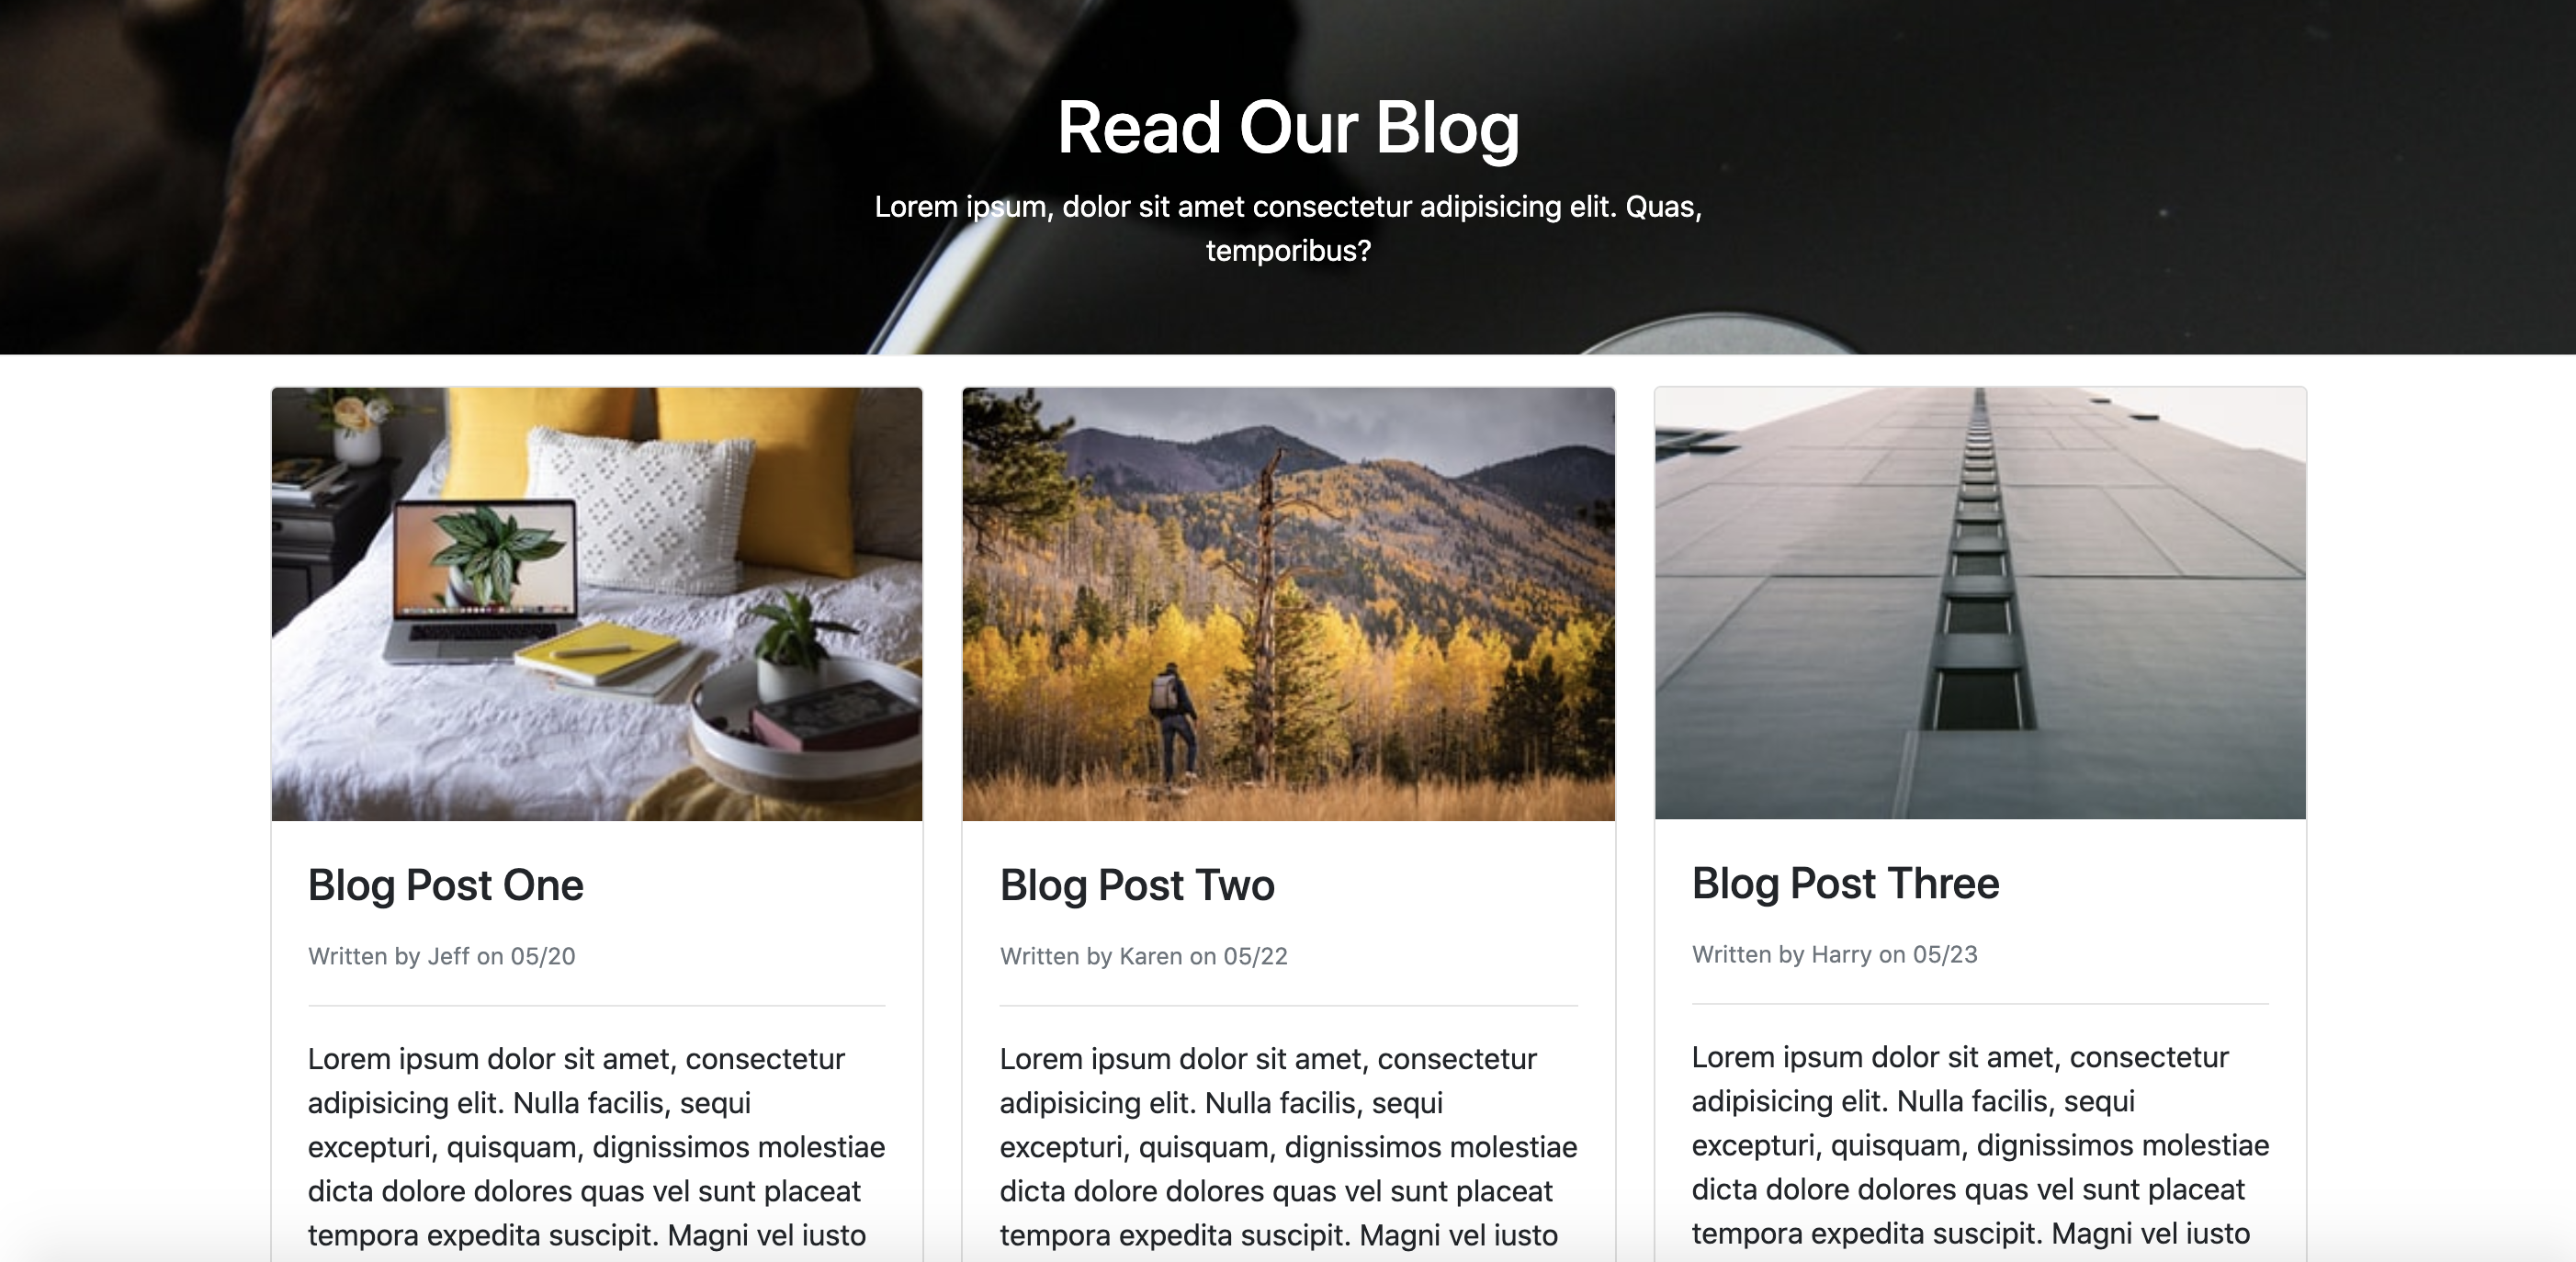 Read Our Blog
Lorem ipsum, dolor sit amet consectetur adipisicing elit. Quas,
temporibus?
Blog Post One
Written by Jeff on 05/20
Lorem ipsum dolor sit amet, consectetur
adipisicing elit. Nulla facilis, sequi
excepturi, quisquam, dignissimos molestiae
dicta dolore dolores quas vel sunt placeat
tempora expedita suscipit. Magni vel iusto
Blog Post Two
Written by Karen on 05/22
Lorem ipsum dolor sit amet, consectetur
adipisicing elit. Nulla facilis, sequi
excepturi, quisquam, dignissimos molestiae
dicta dolore dolores quas vel sunt placeat
tempora expedita suscipit. Magni vel iusto
Blog Post Three
Written by Harry on 05/23
Lorem ipsum dolor sit amet, consectetur
adipisicing elit. Nulla facilis, sequi
excepturi, quisquam, dignissimos molestiae
dicta dolore dolores quas vel sunt placeat
tempora expedita suscipit. Magni vel iusto